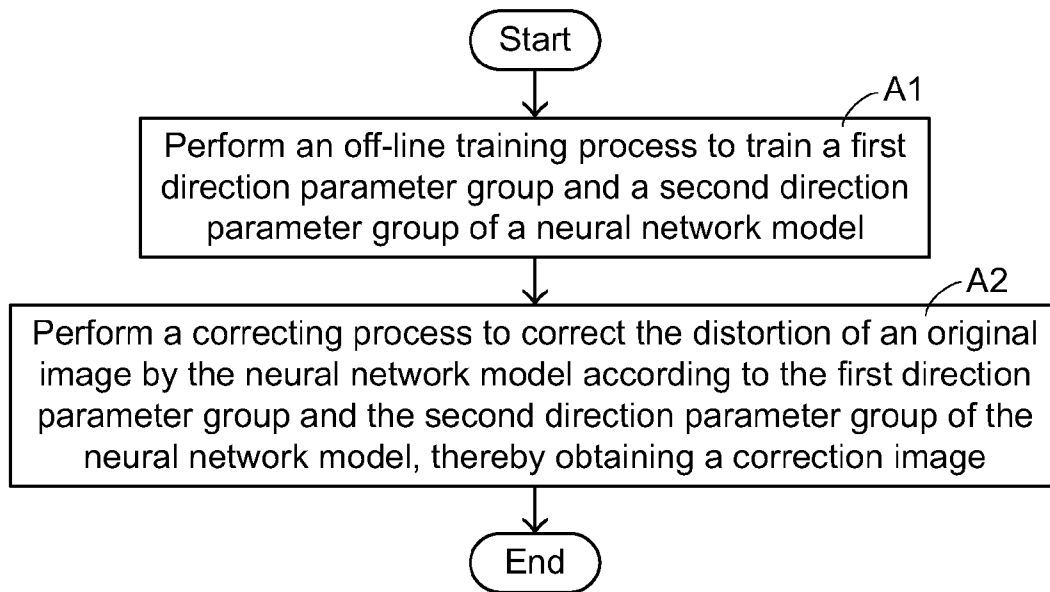 Start
A1
Perform an off-line training process to train a first
direction parameter group and a second direction
parameter group of a neural network model
A2
Perform a correcting process to correct the distortion of an original
image by the neural network model according to the first direction
parameter group and the second direction parameter group of the
neural network model, thereby obtaining a correction image
End